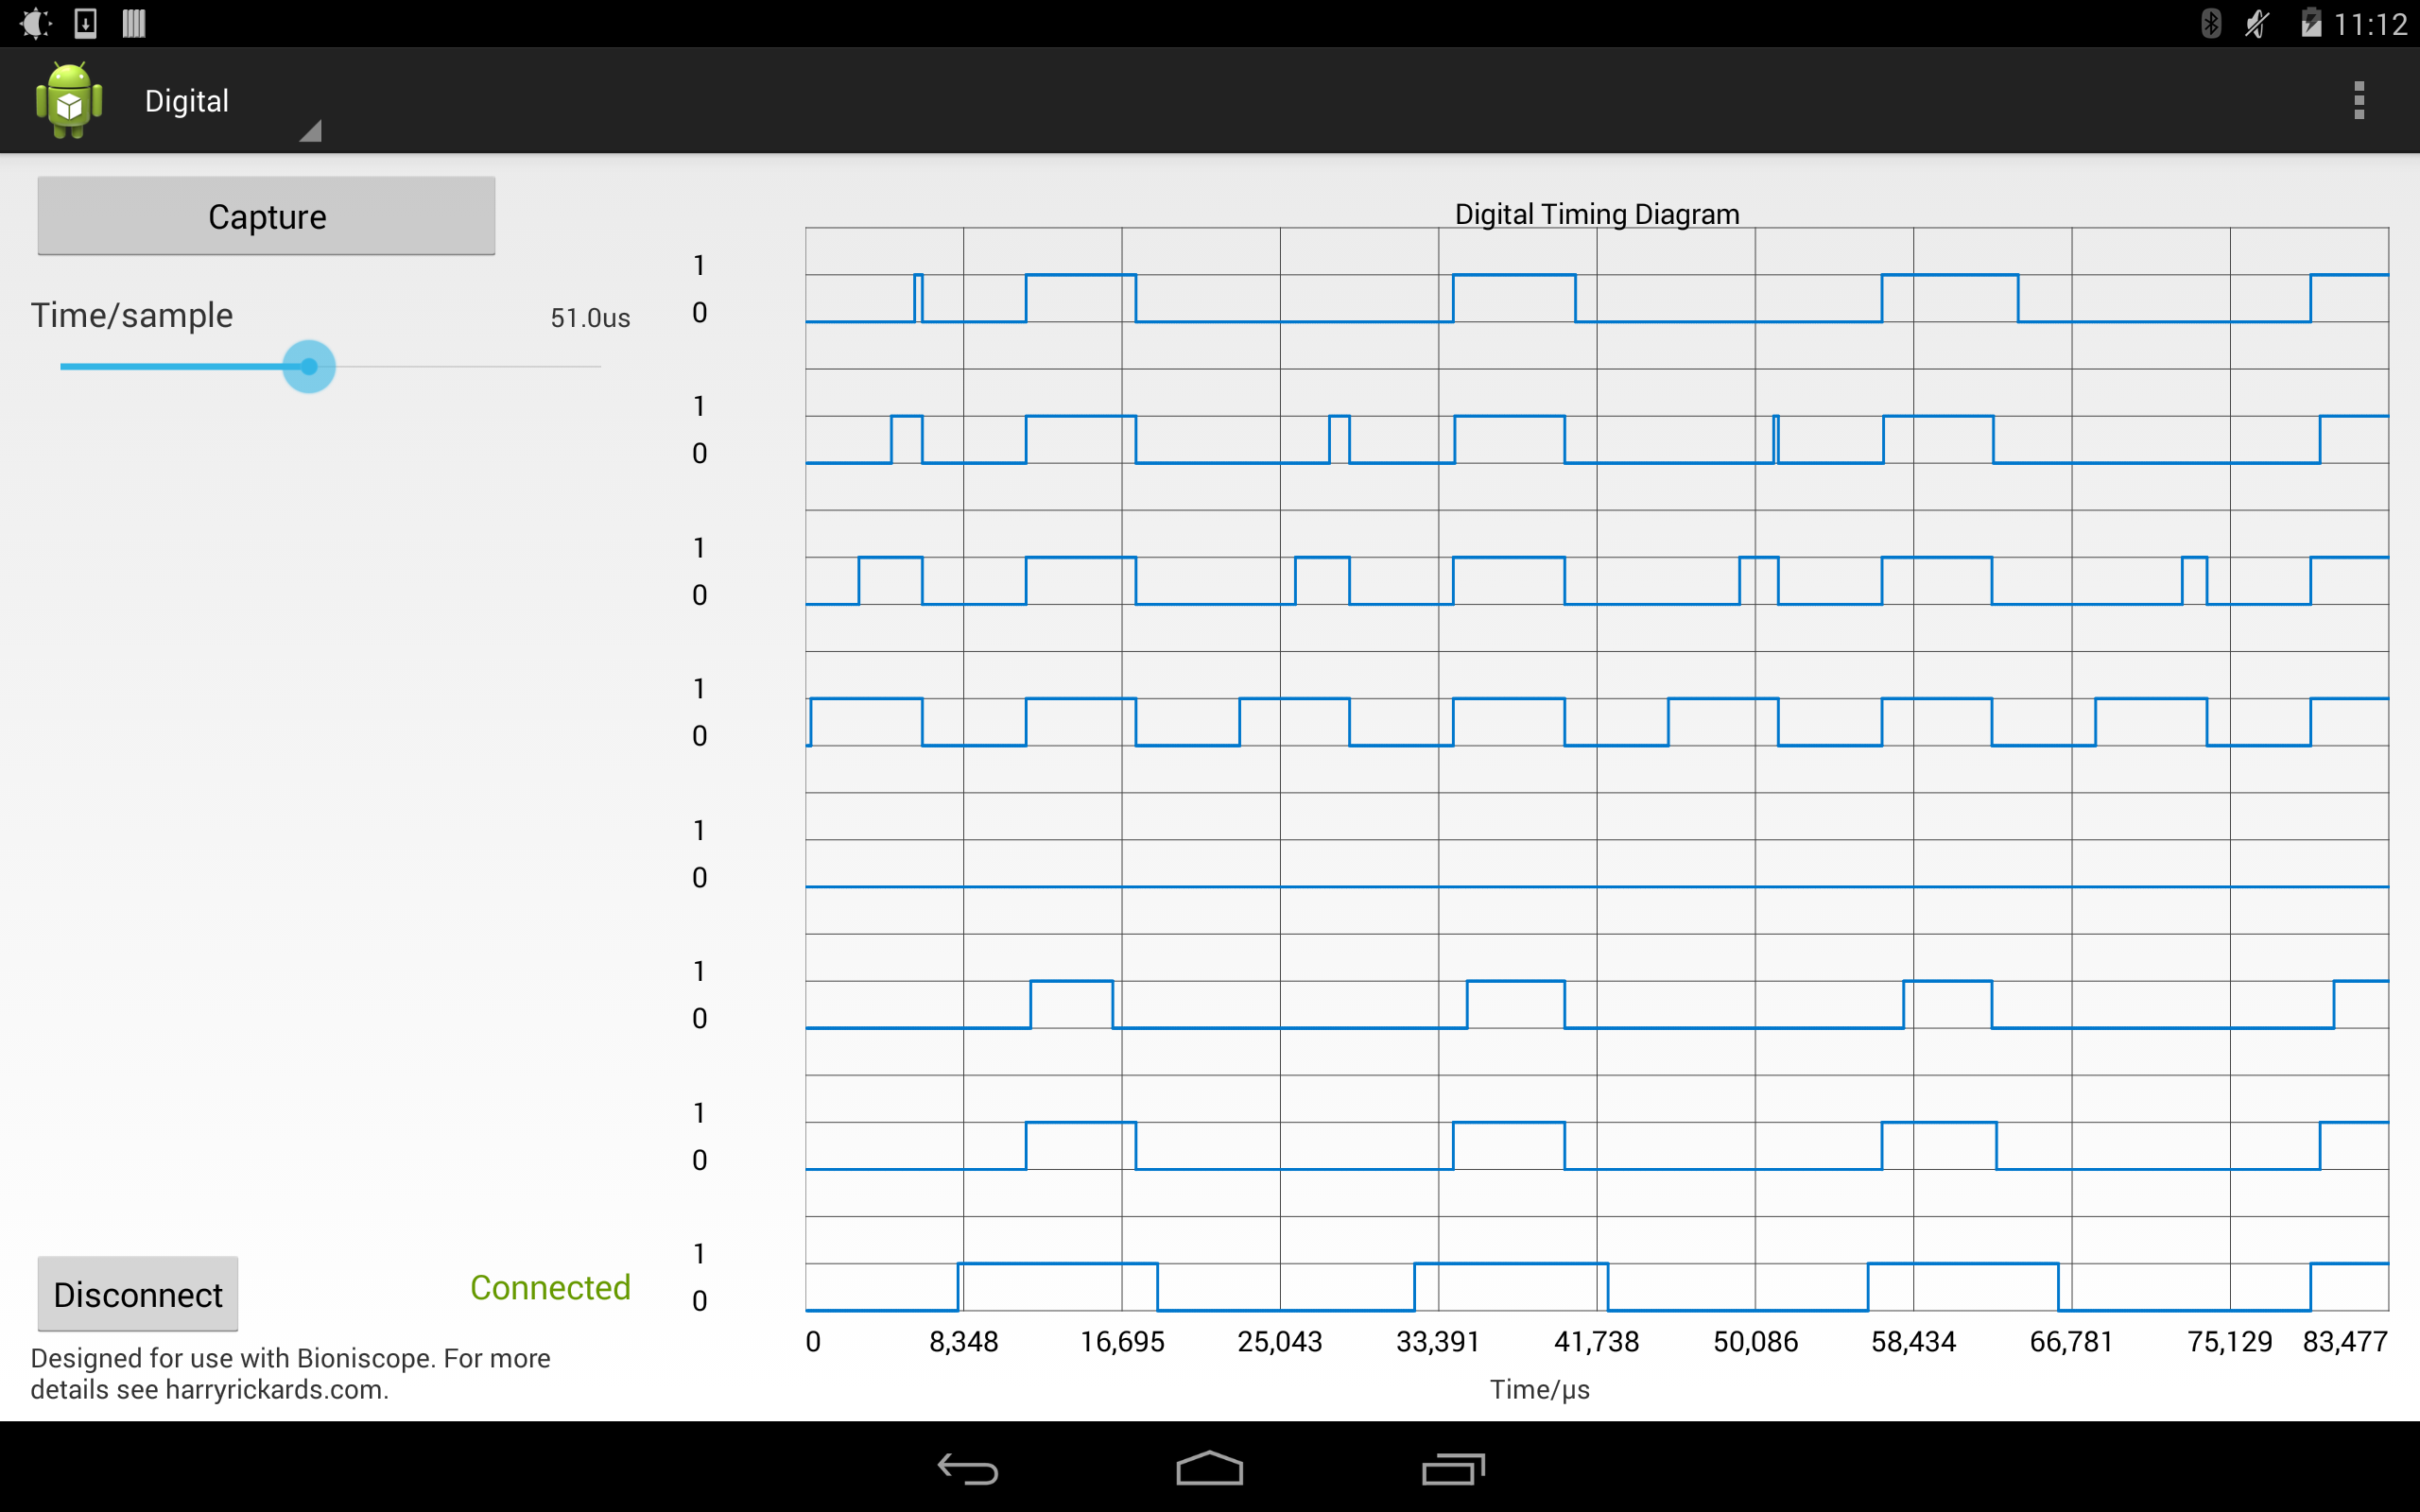 11:12
Digital
Capture
Time/sample 51.0us
Digital Timing Diagram
1
0
1
0
1
0
1
0
1
0
1
0
1
0
1
0
0 8,348 16,695 25,043 33,391 41,738 50,086 58,434 66,781 75,129 83,477
Time/µs
Disconnect
Connected
Designed for use with Bioniscope. For more
details see harryrickards.com.